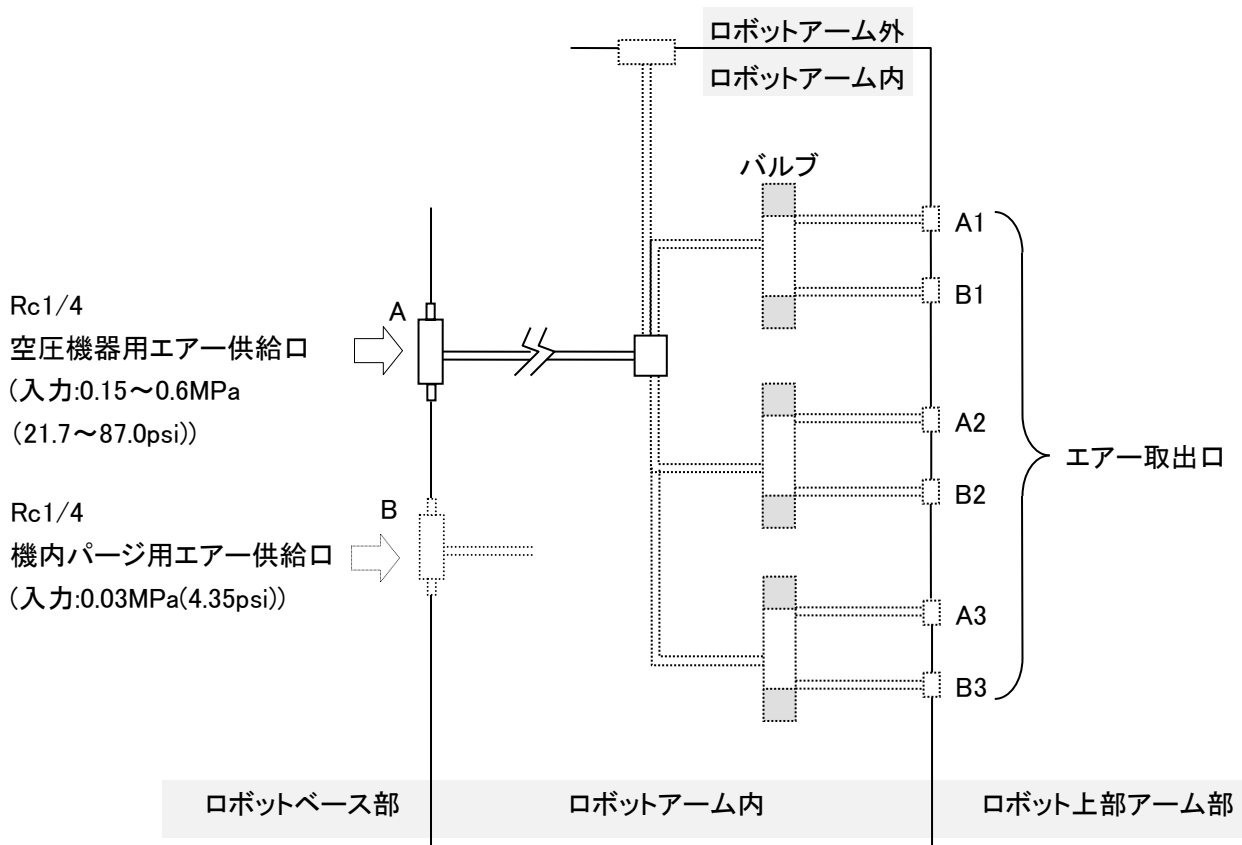 ロボットアーム外
ロボットアーム内
バルブ
A1
B1
Rc1/4
空圧機器用エアー供給口
(入力:0.15～0.6MPa
(21.7～87.0psi))
A
A2
B2
エアー取出口
Rc1/4
機内パージ用エアー供給口
(入力:0.03MPa(4.35psi))
B
A3
B3
ロボットベース部
ロボットアーム内
ロボット上部アーム部